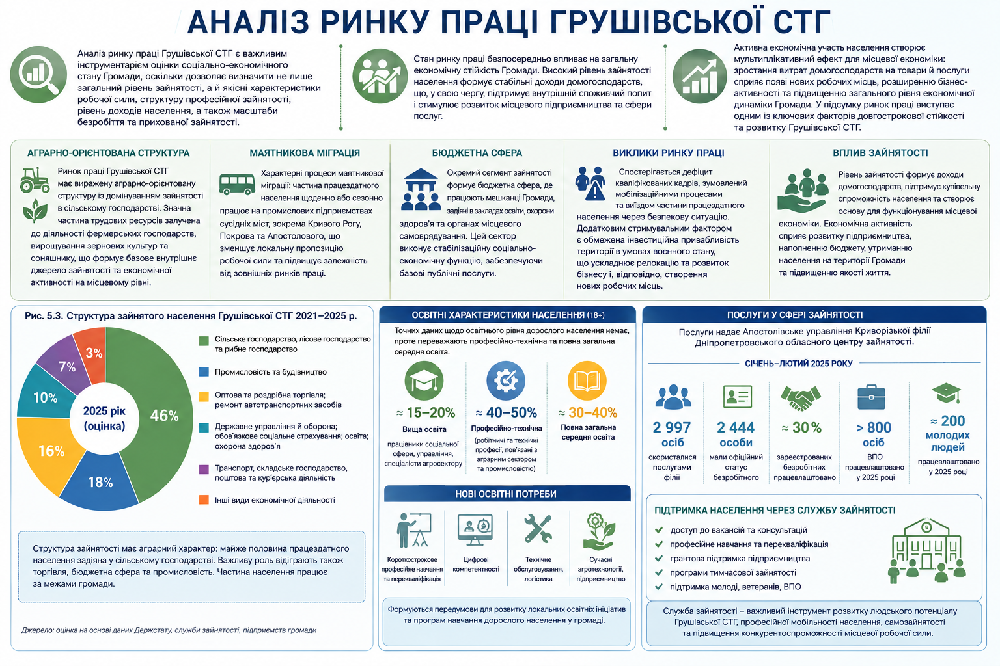 АНАЛІЗ РИНКУ ПРАЦІ ГРУШІВСЬКОЇ СТГ
Аналіз ринку праці Грушівської СТГ є важливим
інструментарієм оцінки соціально-економічного
стану Громади, оскільки дозволяє визначити не лише
загальний рівень зайнятості, а й якісні характеристики
робочої сили, структуру професійної зайнятості,
рівень доходів населення, а також масштаби
безробіття та прихованої зайнятості.
Стан ринку праці безпосередньо впливає на загальну
економічну стійкість Громади. Високий рівень зайнятості
населення формує стабільні доходи домогосподарств,
що, у свою чергу, підтримує внутрішній споживчий попит
і стимулює розвиток місцевого підприємництва та сфери
послуг.
Активна економічна участь населення створює
мультиплікативний ефект для місцевої економіки:
зростання витрат домогосподарств на товари й послуги
сприяє появі нових робочих місць, розширенню бізнес-
активності та підвищенню загального рівня економічної
динаміки Громади. У підсумку ринок праці виступає
одним із ключових факторів довгострокової стійкості
та розвитку Грушівської СТГ.
АГРАРНО-ОРІЄНТОВАНА СТРУКТУРА
Ринок праці Грушівської СТГ
має виражену аграрно-орієнтовану
структуру із домінуванням зайнятості
в сільському господарстві. Значна
частина трудових ресурсів залучена
до діяльності фермерських господарств,
вирощування зернових культур та
соняшнику, що формує базове внутрішнє
джерело зайнятості та економічної
активності на місцевому рівні.
МАЯТНИКОВА МІГРАЦІЯ
Характерні процеси маятникової
міграції: частина працездатного
населення щоденно або сезонно
працює на промислових підприємствах
сусідніх міст, зокрема Кривого Рогу,
Покрова та Апостолового, що
зменшує локальну пропозицію
робочої сили та підвищує залежність
від зовнішніх ринків праці.
БЮДЖЕТНА СФЕРА
Окремий сегмент зайнятості
формує бюджетна сфера, де
працюють мешканці Громади,
задіяні в закладах освіти, охорони
здоров'я та органах місцевого
самоврядування. Цей сектор
виконує стабілізаційну соціально-
економічну функцію, забезпечуючи
базові публічні послуги.
ВИКЛИКИ РИНКУ ПРАЦІ
Спостерігається дефіцит
кваліфікованих кадрів, зумовлений
мобілізаційними процесами
та виїздом частини працездатного
населення через безпекову ситуацію.
Додатковим стримувальним фактором
є обмежена інвестиційна привабливість
території в умовах воєнного стану,
що ускладнює релокацію та розвиток
бізнесу і, відповідно, створення
нових робочих місць.
ВПЛИВ ЗАЙНЯТОСТІ
Рівень зайнятості формує доходи
домогосподарств, підтримує купівельну
спроможність населення та створює
основу для функціонування місцевої
економіки. Економічна активність
сприяє розвитку підприємництва,
наповненню бюджету, утриманню
населення на території Громади
та підвищенню якості життя.
Рис. 5.3. Структура зайнятого населення Грушівської СТГ 2021–2025 р.
46%
18%
16%
10%
7%
3%
2025 рік
(оцінка)
Сільське господарство, лісове господарство
та рибне господарство
Промисловість та будівництво
Оптова та роздрібна торгівля;
ремонт автотранспортних засобів
Державне управління й оборона;
обов'язкове соціальне страхування; освіта;
охорона здоров'я
Транспорт, складське господарство,
поштова та кур'єрська діяльність
Інші види економічної діяльності
Структура зайнятості має аграрний характер: майже половина працездатного
населення задіяна у сільському господарстві. Важливу роль відіграють також
торгівля, бюджетна сфера та промисловість. Частина населення працює
за межами громади.
Джерело: оцінка на основі даних Держстату, служби зайнятості, підприємств громади
ОСВІТНІ ХАРАКТЕРИСТИКИ НАСЕЛЕННЯ (18+)
Точних даних щодо освітнього рівня дорослого населення немає,
проте переважають професійно-технічна та повна загальна
середня освіта.
≈ 15–20%
Вища освіта
працівники соціальної
сфери, управління,
спеціалісти агросектору
≈ 40–50%
Професійно-технічна
(робітничі та технічні
професії, пов'язані з
аграрним сектором
та промисловістю)
≈ 30–40%
Повна загальна
середня освіта
НОВІ ОСВІТНІ ПОТРЕБИ
Короткострокове
професійне навчання
та перекваліфікація
Цифрові
компетентності
Технічне
обслуговування,
логістика
Сучасні
агротехнології,
підприємництво
Формуються передумови для розвитку локальних освітніх ініціатив
та програм навчання дорослого населення у громаді.
ПОСЛУГИ У СФЕРІ ЗАЙНЯТОСТІ
Послуги надає Апостолівське управління Криворізької філії
Дніпропетровського обласного центру зайнятості.
СІЧЕНЬ–ЛЮТИЙ 2025 РОКУ
2 997
осіб
скористалися
послугами
філії
2 444
особи
мали офіційний
статус
безробітного
≈ 30%
зареєстрованих
безробітних
працевлаштовано
> 800
осіб
ВПО
працевлаштовано
у 2025 році
≈ 200
молодих
людей
працевлаштовано
у 2025 році
ПІДТРИМКА НАСЕЛЕННЯ ЧЕРЕЗ СЛУЖБУ ЗАЙНЯТОСТІ
доступ до вакансій та консультацій
професійне навчання та перекваліфікація
грантова підтримка підприємництва
програми тимчасової зайнятості
підтримка молоді, ветеранів, ВПО
Служба зайнятості – важливий інструмент розвитку людського потенціалу
Грушівської СТГ, професійної мобільності населення, самозайнятості
та підвищення конкурентоспроможності місцевої робочої сили.